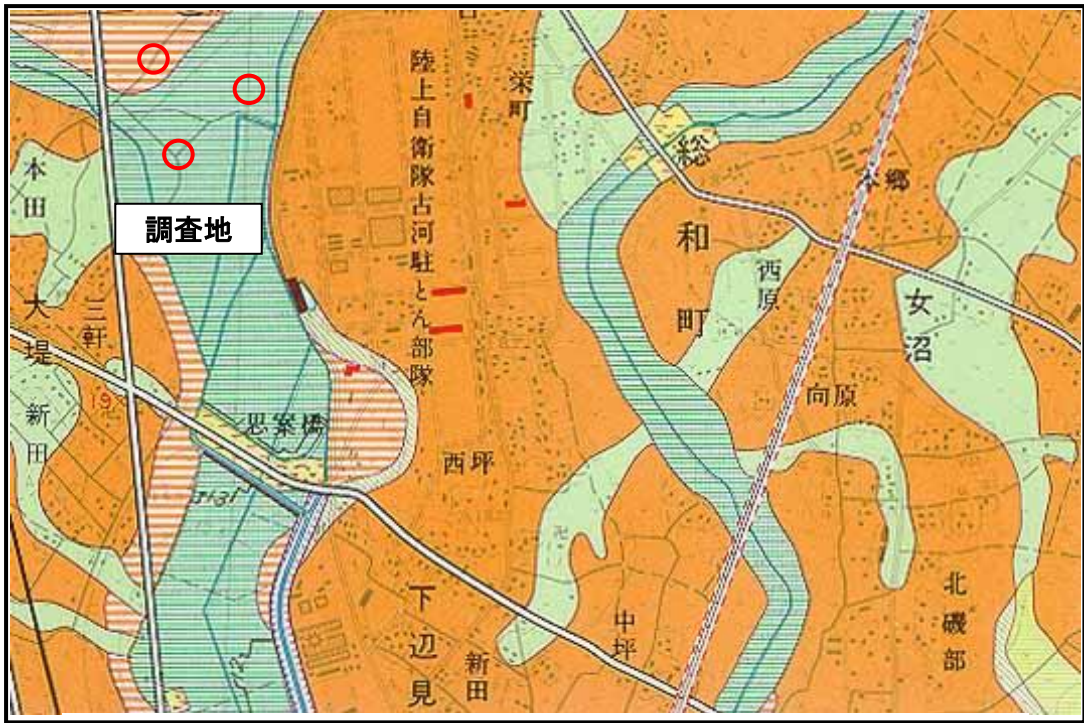 陸上自衛隊古河駐とん部隊
栄町
総和町
本郷
本田
調査地
西原
女沼
三軒
大堤
19
向原
新田
思案橋
西坪
北磯部
中坪
下辺見
新田